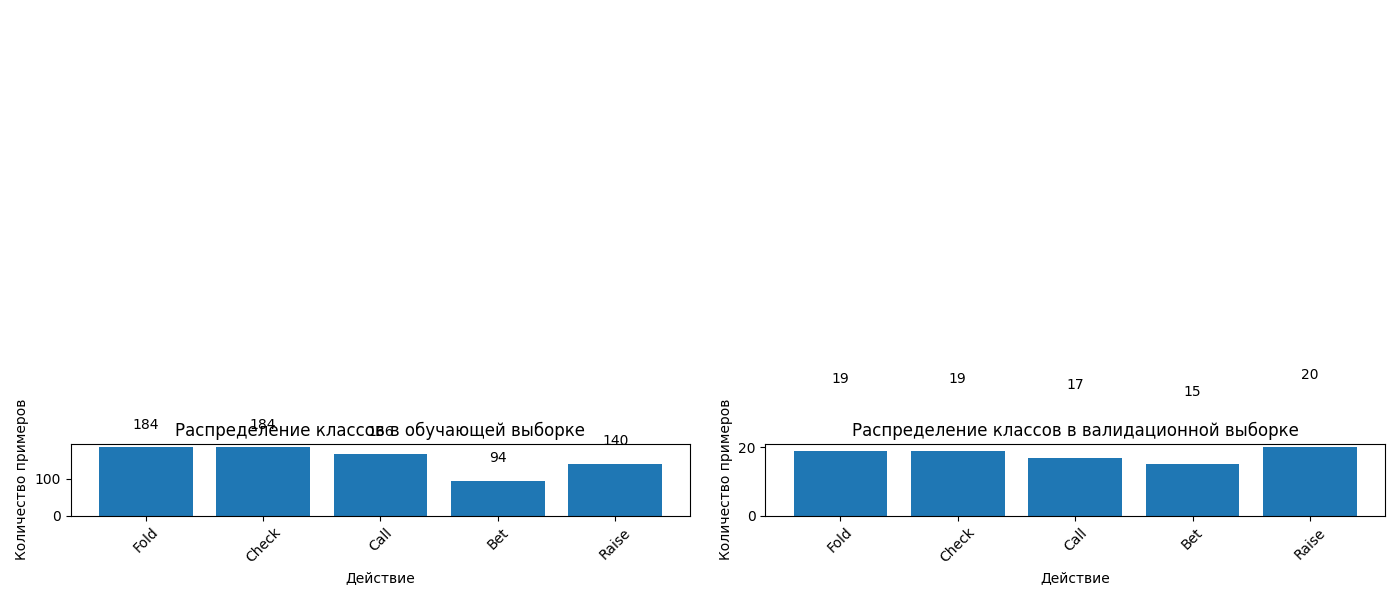 184
184
166
94
140
Распределение классов в обучающей выборке
Количество примеров
100
0
Fold
Check
Call
Bet
Raise
Действие
19
19
17
15
20
Распределение классов в валидационной выборке
Количество примеров
20
0
Fold
Check
Call
Bet
Raise
Действие